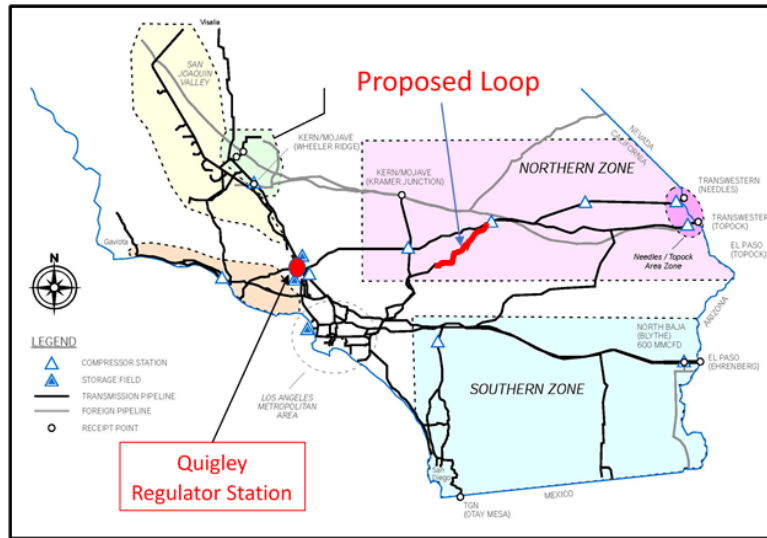 Visalia
SAN
JOAQUIN
VALLEY
Proposed Loop
NEVADA
CALIFORNIA
KERN/MOJAVE
(WHEELER RIDGE)
NORTHERN ZONE
KERN/MOJAVE
(KRAMER JUNCTION)
TRANSWESTERN
(NEEDLES)
TRANSWESTER
(TOPOCK)
EL PASO
(TOPOCK)
Needles / Topock
Area Zone
Gaviota
N
ARIZONA
LEGEND
COMPRESSOR STATION
STORAGE FIELD
TRANSMISSION PIPELINE
FOREIGN PIPELINE
RECEIPT POINT
NORTH BAJA
(BLYTHE)
600 MMCFD
EL PASO
(EHRENBERG)
SOUTHERN ZONE
LOS ANGELES
METROPOLITAN
AREA
Quigley
Regulator Station
San
Diego
MEXICO
TGN
(OTAY MESA)